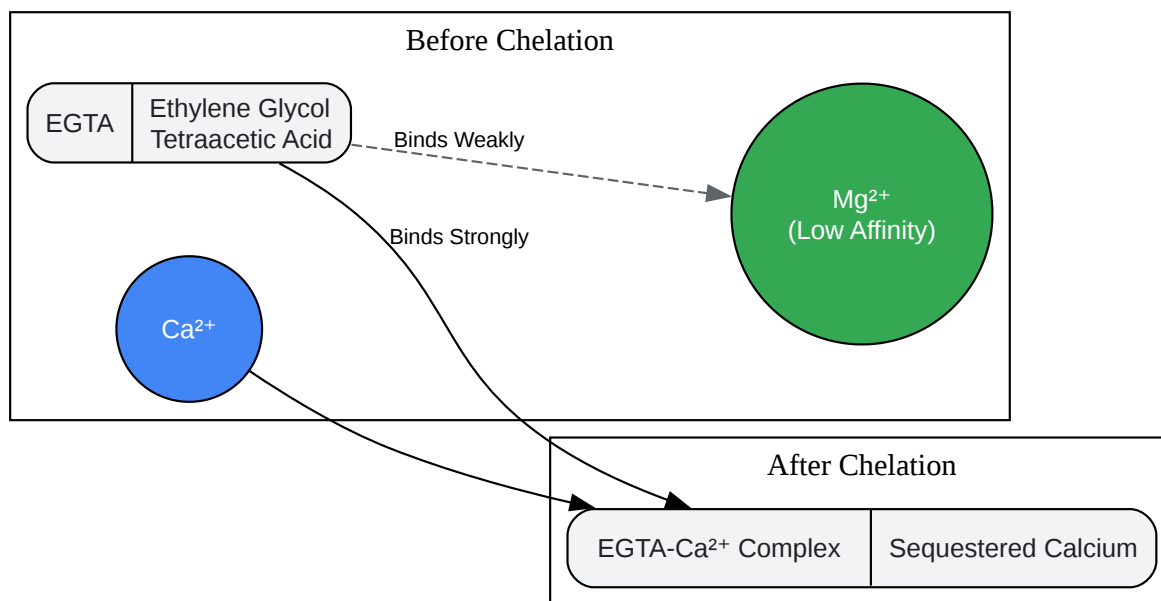 Before Chelation
EGTA
Ethylene Glycol
Tetraacetic Acid
Binds Weakly
Mg²⁺
(Low Affinity)
Binds Strongly
Ca²⁺
After Chelation
EGTA-Ca²⁺ Complex
Sequestered Calcium